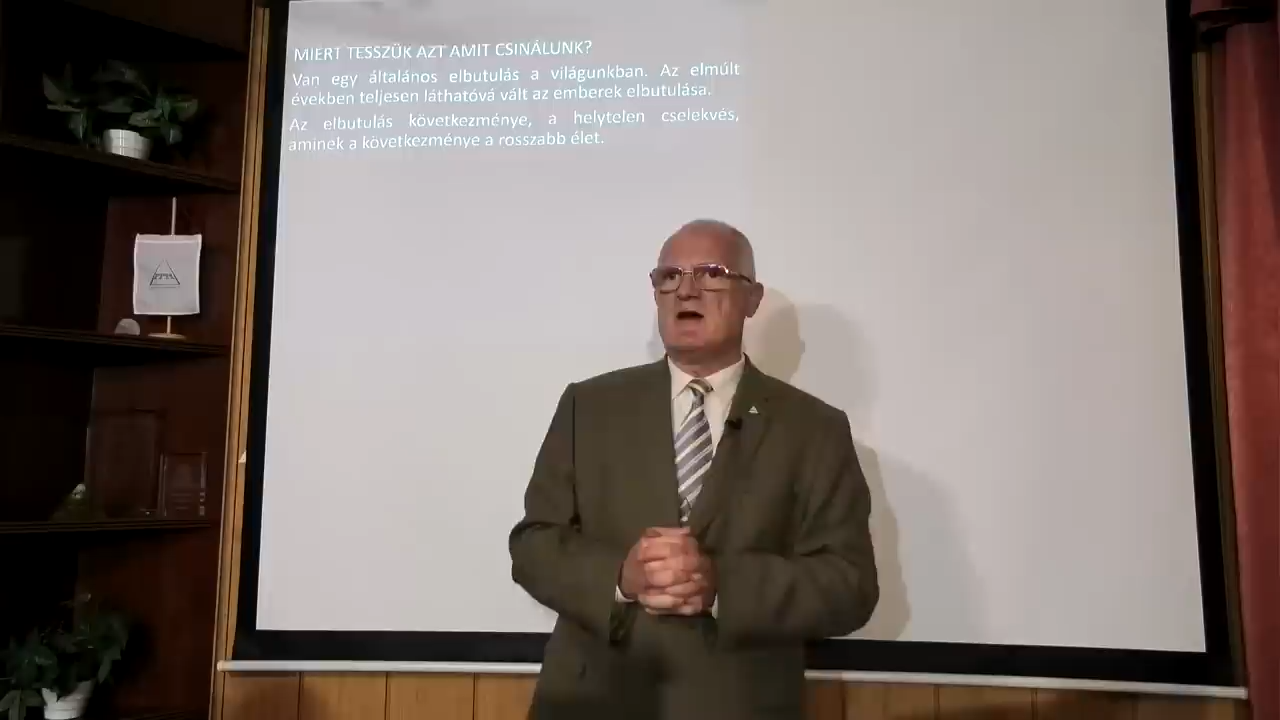 MIERT TESSZÜK AZT AMIT CSINÁLUNK?
Van egy általános elbutulás a világunkban. Az elmúlt
években teljesen láthatóvá vált az emberek elbutulása.
Az elbutulás következménye, a helytelen cselekvés,
aminek a következménye a rosszabb élet.